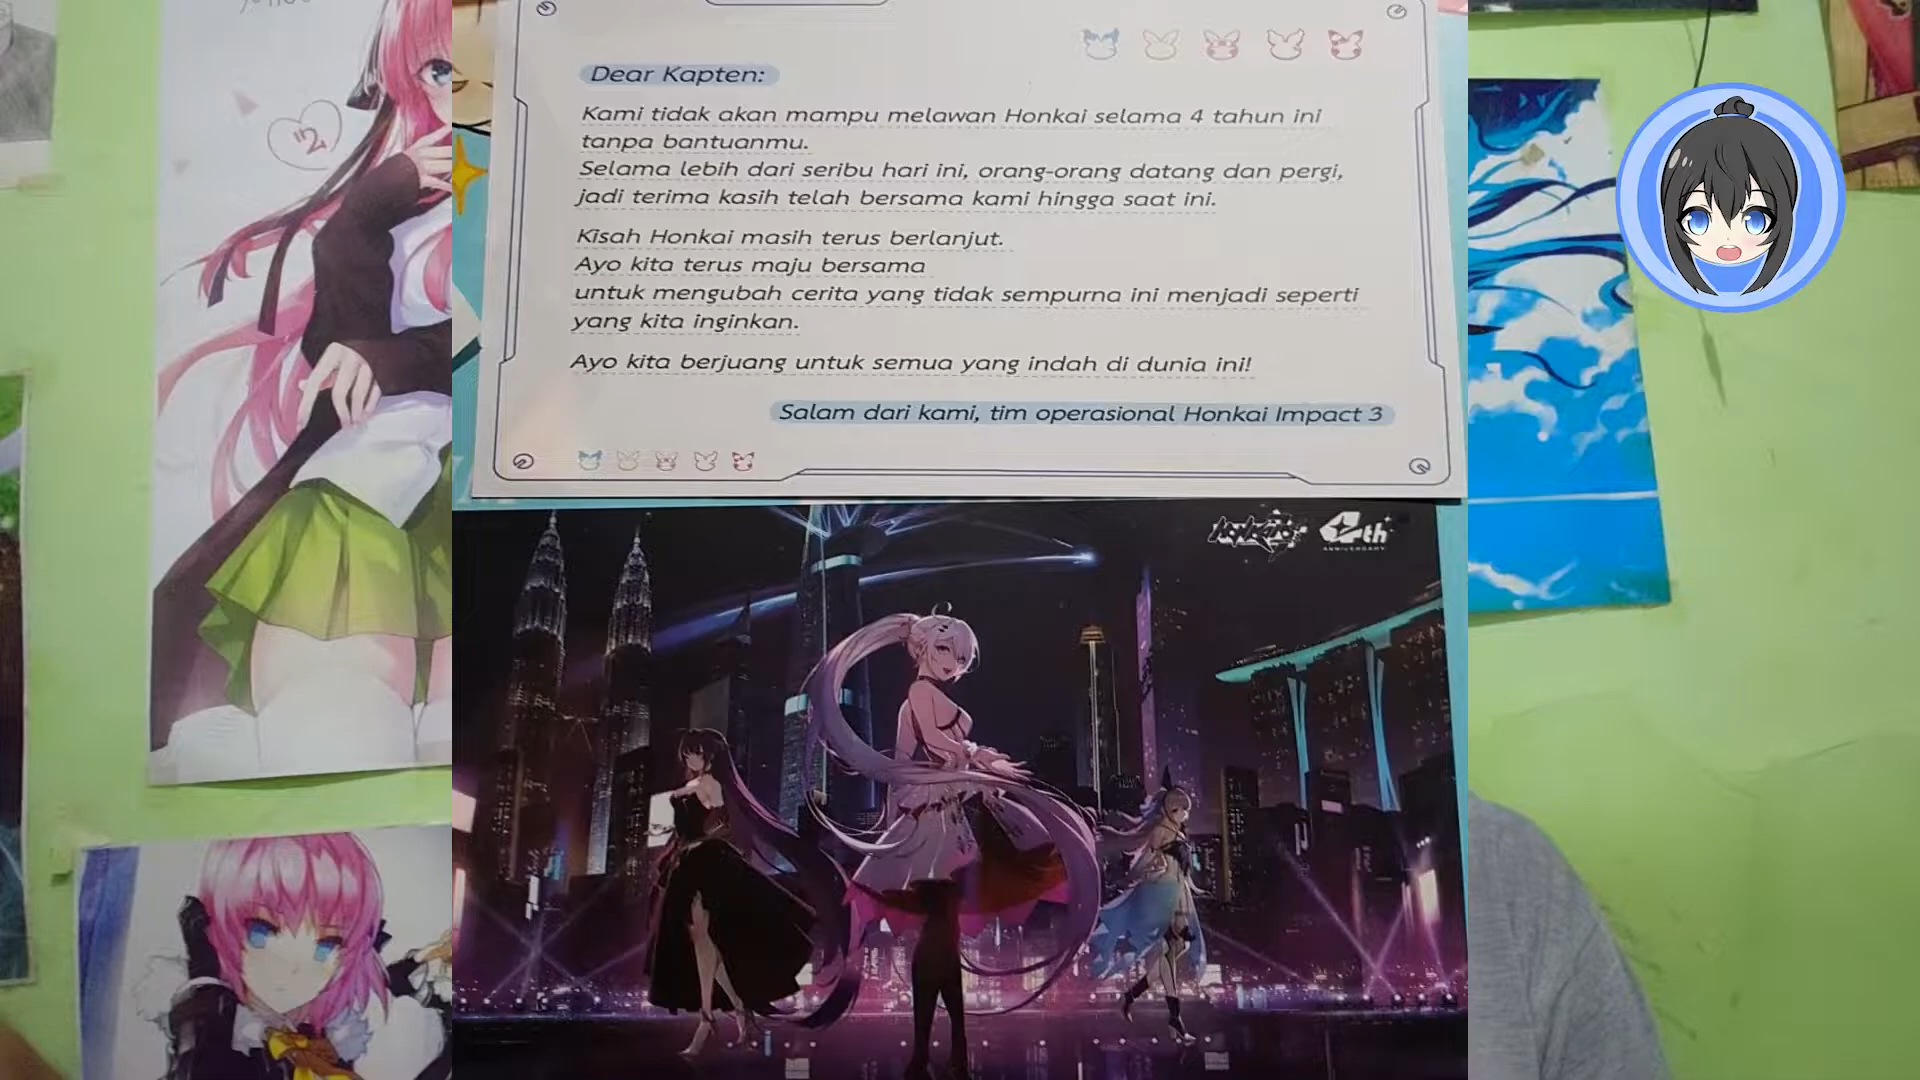 Dear Kapten:
Kami tidak akan mampu melawan Honkai selama 4 tahun ini
tanpa bantuanmu.
Selama lebih dari seribu hari ini, orang-orang datang dan pergi,
jadi terima kasih telah bersama kami hingga saat ini.
Kisah Honkai masih terus berlanjut.
Ayo kita terus maju bersama
untuk mengubah cerita yang tidak sempurna ini menjadi seperti
yang kita inginkan.
Ayo kita berjuang untuk semua yang indah di dunia ini!
Salam dari kami, tim operasional Honkai Impact 3
4th
ANNIVERSARY